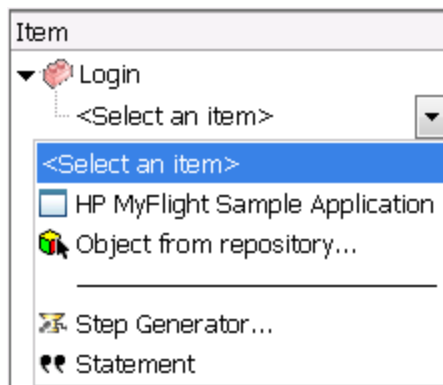 Item
Login
<Select an item>
<Select an item>
HP MyFlight Sample Application
Object from repository...
Step Generator...
Statement